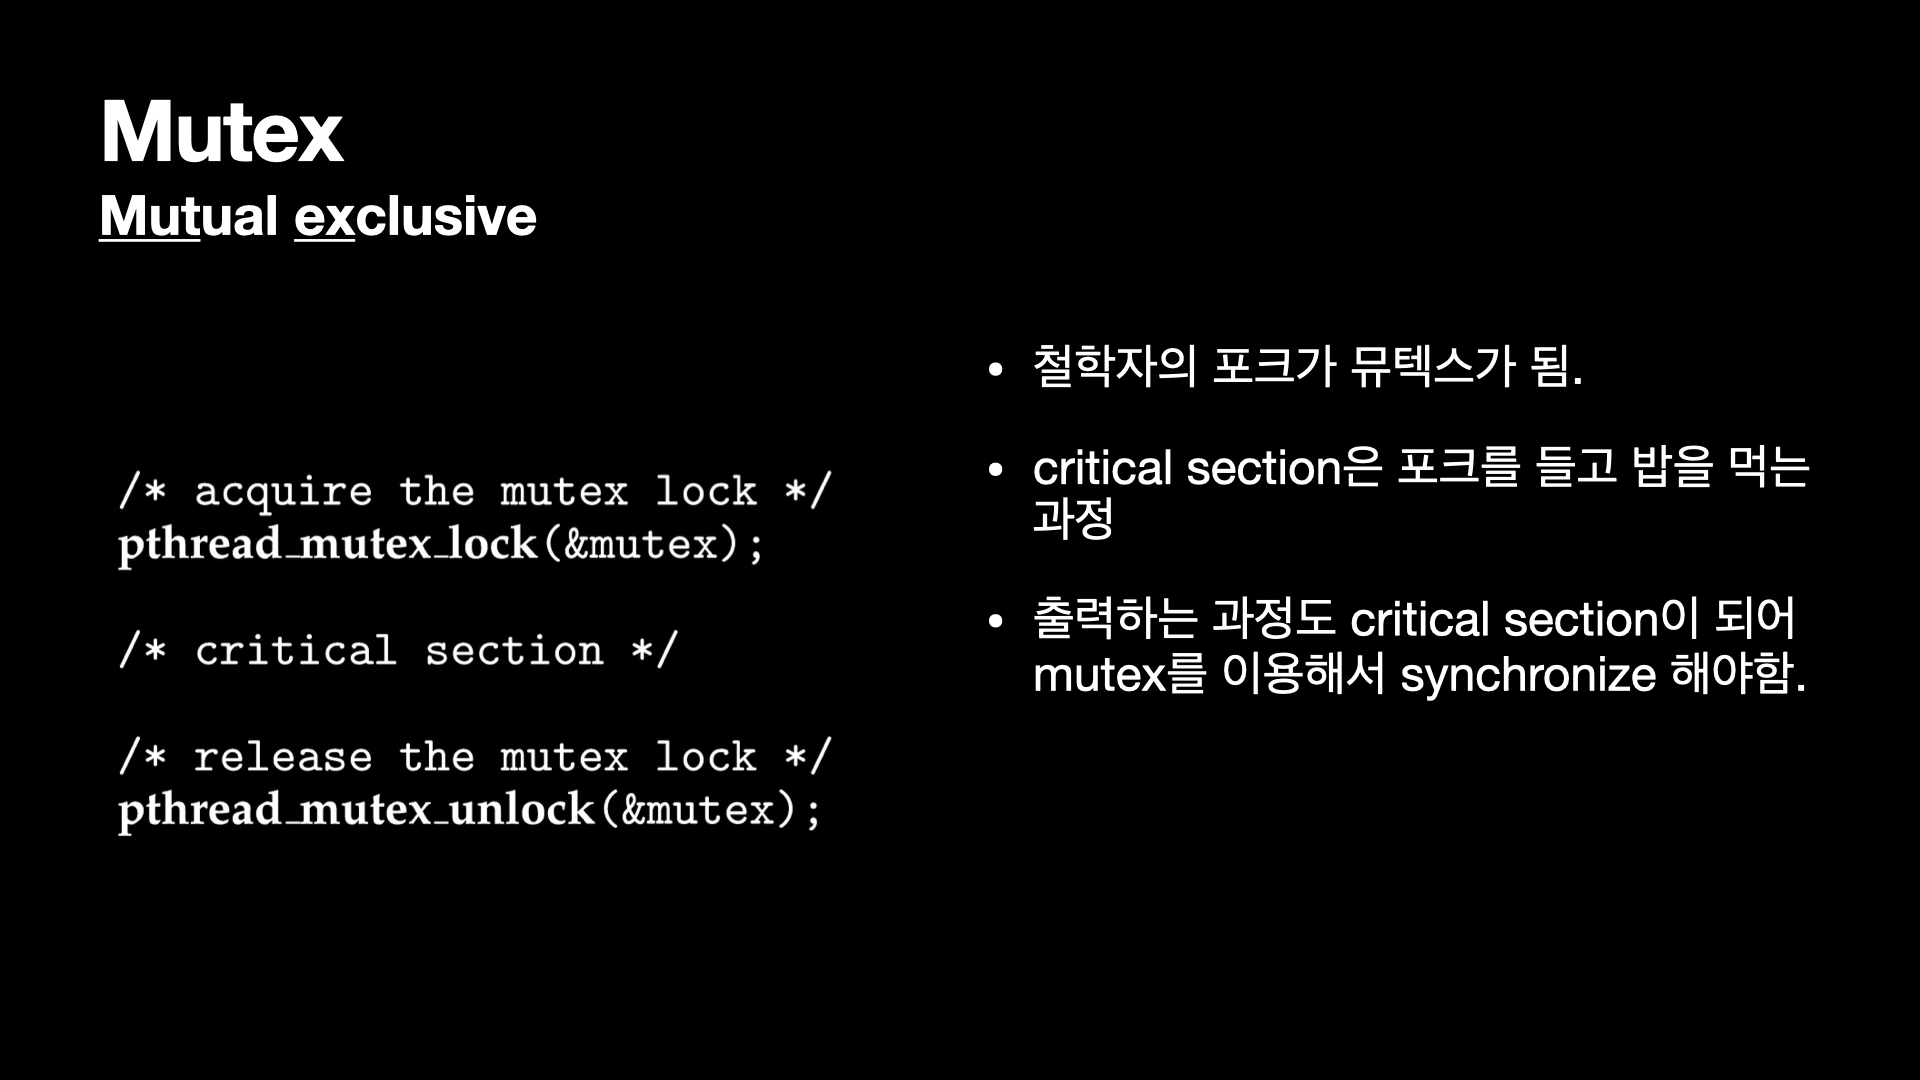 Mutex
Mutual exclusive
/* acquire the mutex lock */
pthread_mutex_lock(&mutex);
/* critical section */
/* release the mutex lock */
pthread_mutex_unlock(&mutex);
• 철학자의 포크가 뮤텍스가 됨.
• critical section은 포크를 들고 밥을 먹는
과정
• 출력하는 과정도 critical section이 되어
mutex를 이용해서 synchronize 해야함.